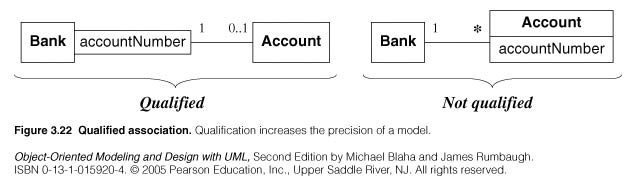 Bank
accountNumber
1
0..1
Account
Bank
1
*
Account
accountNumber
Qualified
Not qualified
Figure 3.22 Qualified association. Qualification increases the precision of a model.
Object-Oriented Modeling and Design with UML, Second Edition by Michael Blaha and James Rumbaugh.
ISBN 0-13-1-015920-4. © 2005 Pearson Education, Inc., Upper Saddle River, NJ. All rights reserved.